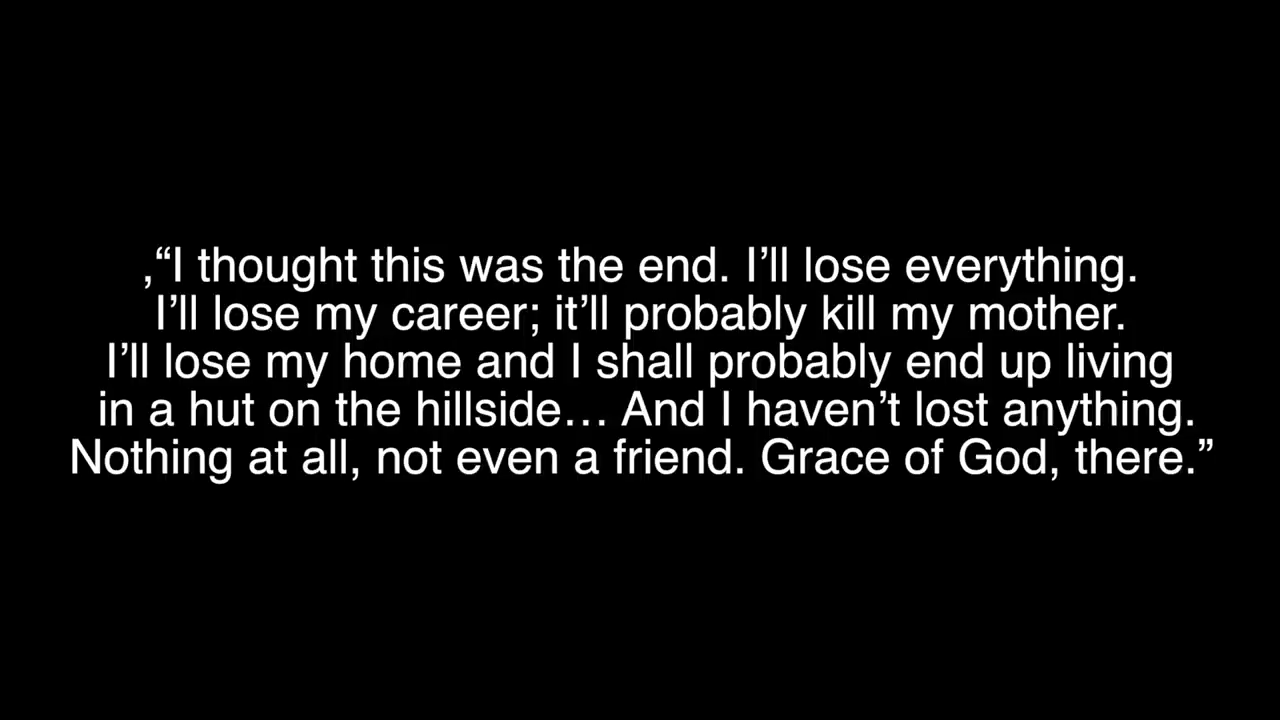 ,“I thought this was the end. I’ll lose everything.
I’ll lose my career; it’ll probably kill my mother.
I’ll lose my home and I shall probably end up living
in a hut on the hillside… And I haven’t lost anything.
Nothing at all, not even a friend. Grace of God, there.”